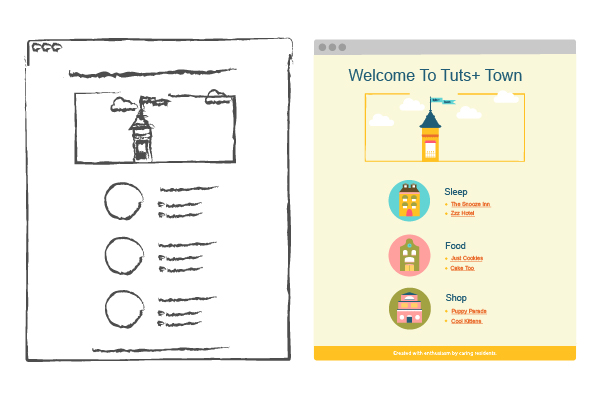 Welcome To Tuts+ Town
Sleep
The Snooze Inn
Zzz Hotel
Food
Just Cookies
Cake Too
Shop
Puppy Parade
Cool Kittens
Created with enthusiasm by caring residents.